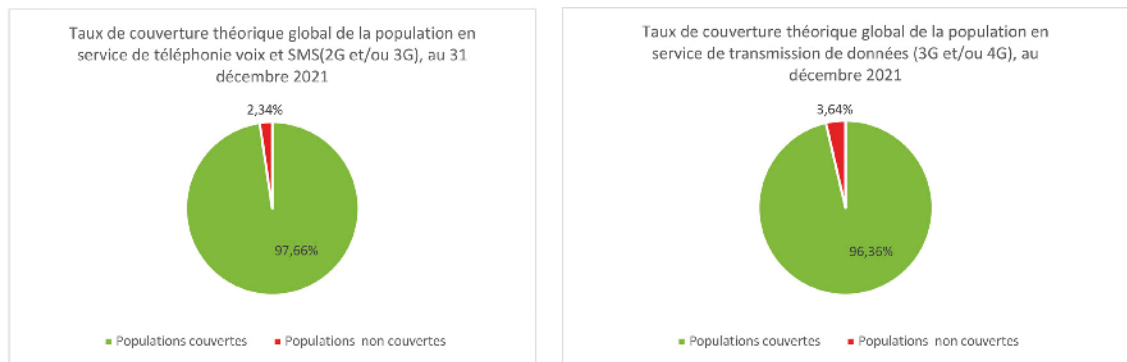 Taux de couverture théorique global de la population en
service de téléphonie voix et SMS(2G et/ou 3G), au 31
décembre 2021
2,34%
97,66%
Populations couvertes
Populations non couvertes
Taux de couverture théorique global de la population en
service de transmission de données (3G et/ou 4G), au
décembre 2021
3,64%
96,36%
Populations couvertes
Populations non couvertes